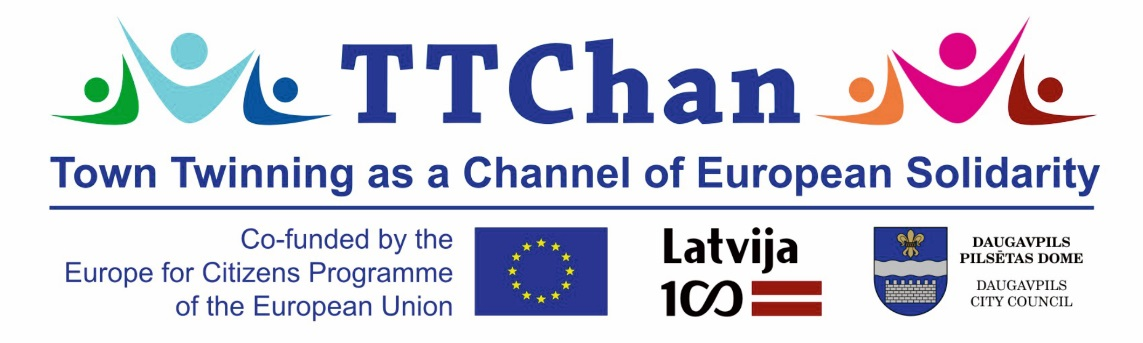 TTChan
Town Twinning as a Channel of European Solidarity
Co-funded by the
Europe for Citizens Programme
of the European Union
Latvija
100
DAUGAVPILS
PILSĒTAS DOME
DAUGAVPILS
CITY COUNCIL